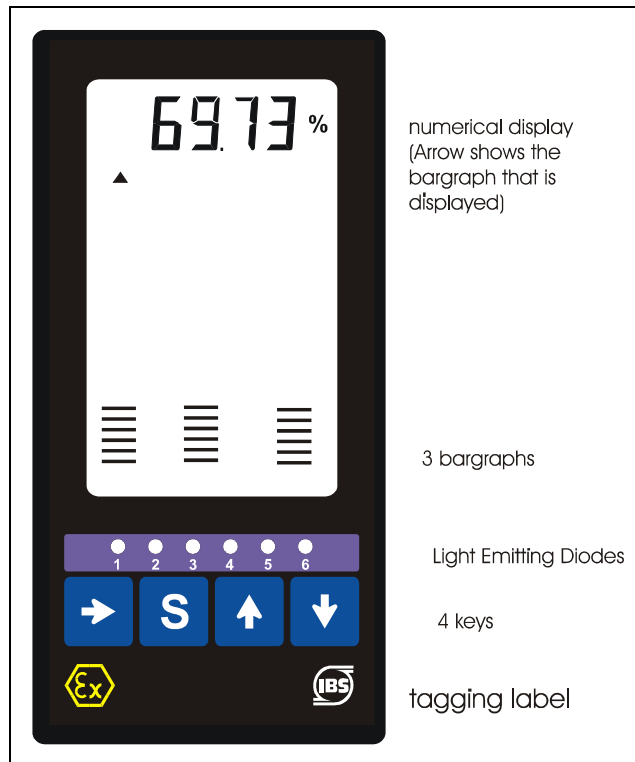 69.73 %
numerical display
(Arrow shows the
bargraph that is
displayed)
3 bargraphs
Light Emitting Diodes
1 2 3 4 5 6
S
4 keys
Ex
IBS
tagging label